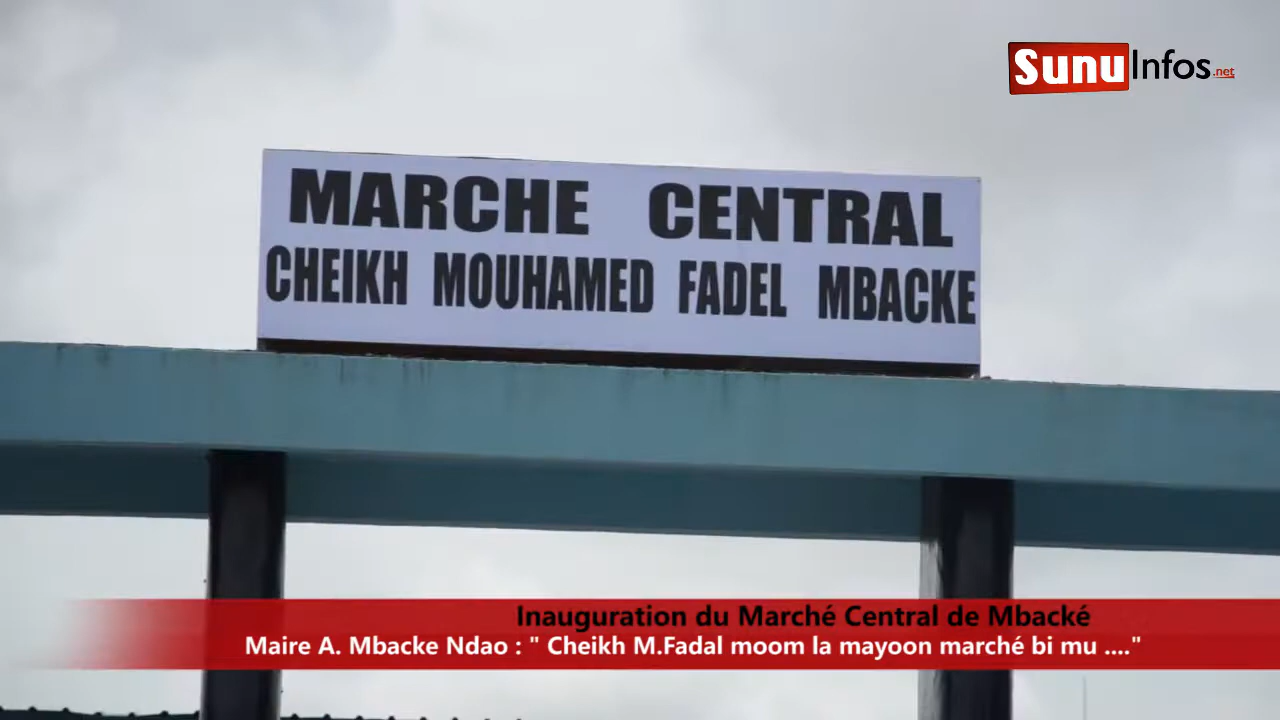 SunuInfos.net
MARCHE CENTRAL
CHEIKH MOUHAMED FADEL MBACKE
Inauguration du Marché Central de Mbacké
Maire A. Mbacke Ndao : " Cheikh M.Fadal moom la mayoon marché bi mu ...."